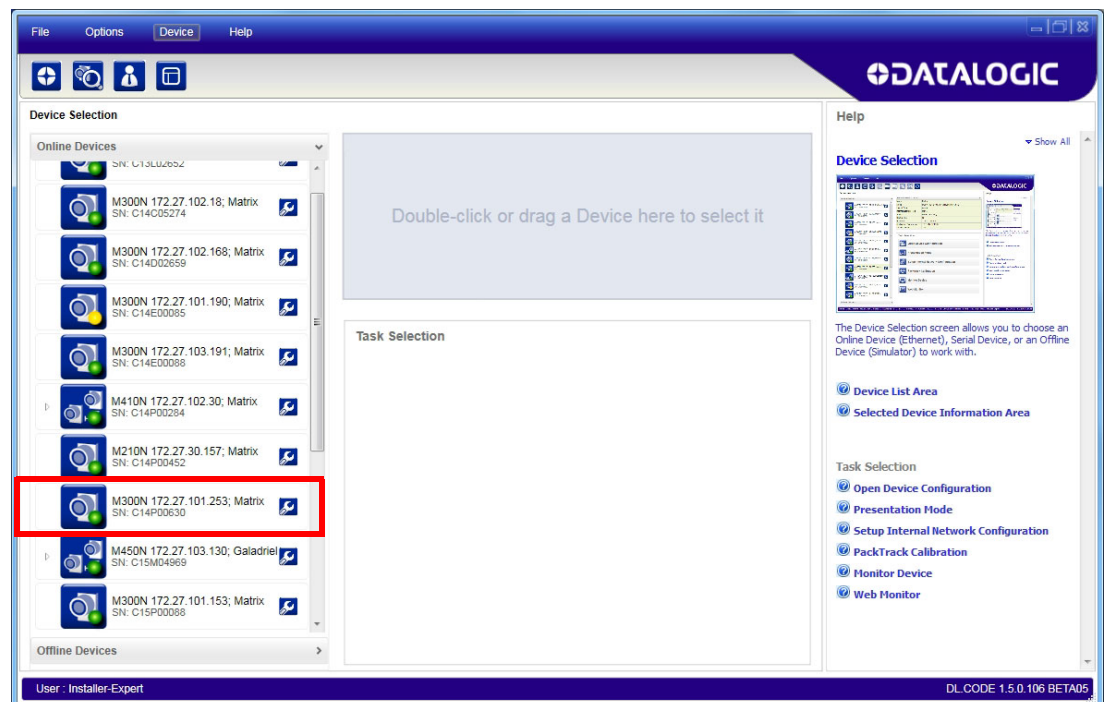 File Options Device Help
DATALOGIC
Device Selection
Online Devices
SN: C13L02652
M300N 172.27.102.18; Matrix
SN: C14C05274
M300N 172.27.102.168; Matrix
SN: C14D02659
M300N 172.27.101.190; Matrix
SN: C14E00085
M300N 172.27.103.191; Matrix
SN: C14E00088
M410N 172.27.102.30; Matrix
SN: C14P00284
M210N 172.27.30.157; Matrix
SN: C14P00452
M300N 172.27.101.253; Matrix
SN: C14P00630
M450N 172.27.103.130; Galadriel
SN: C15M04969
M300N 172.27.101.153; Matrix
SN: C15P00088
Offline Devices
Double-click or drag a Device here to select it
Task Selection
Help
Show All
Device Selection
DATALOGIC
The Device Selection screen allows you to choose an
Online Device (Ethernet), Serial Device, or an Offline
Device (Simulator) to work with.
Device List Area
Selected Device Information Area
Task Selection
Open Device Configuration
Presentation Mode
Setup Internal Network Configuration
PackTrack Calibration
Monitor Device
Web Monitor
User : Installer-Expert
DL.CODE 1.5.0.106 BETA05